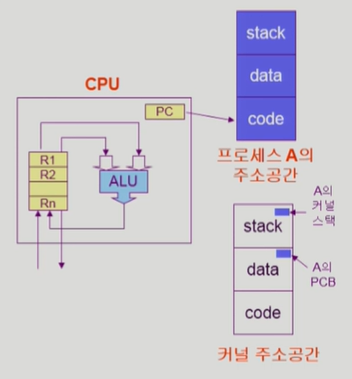 CPU
PC
R1
R2
Rn
ALU
stack
data
code
프로세스 A의
주소공간
stack
data
code
A의
커널
스택
A의
PCB
커널 주소공간